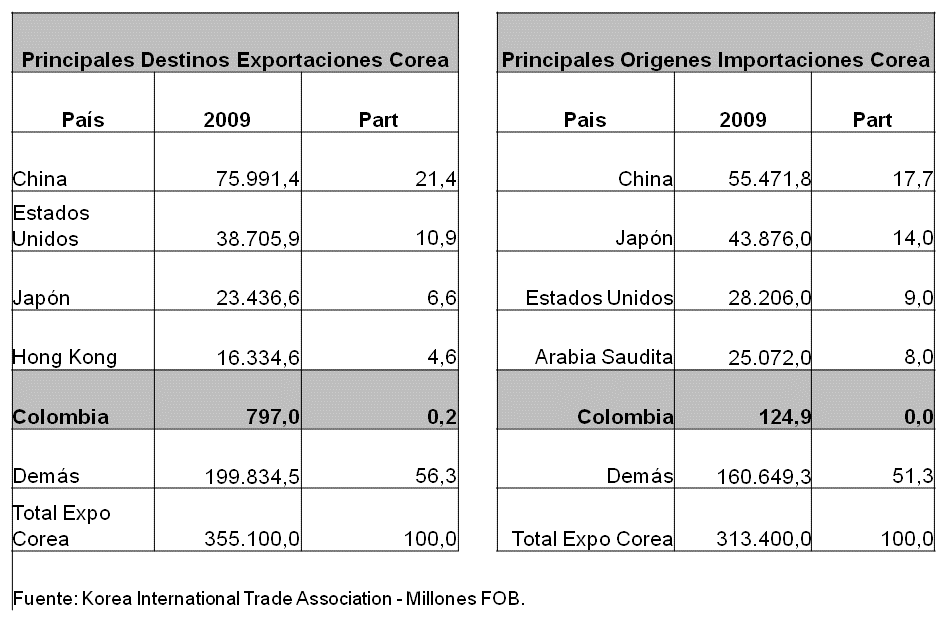 Principales Destinos Exportaciones Corea
País 2009 Part
China 75.991,4 21,4
Estados
Unidos 38.705,9 10,9
Japón 23.436,6 6,6
Hong Kong 16.334,6 4,6
Colombia 797,0 0,2
Demás 199.834,5 56,3
Total Expo
Corea 355.100,0 100,0
Principales Origenes Importaciones Corea
Pais 2009 Part
China 55.471,8 17,7
Japón 43.876,0 14,0
Estados Unidos 28.206,0 9,0
Arabia Saudita 25.072,0 8,0
Colombia 124,9 0,0
Demás 160.649,3 51,3
Total Expo Corea 313.400,0 100,0
Fuente: Korea International Trade Association - Millones FOB.